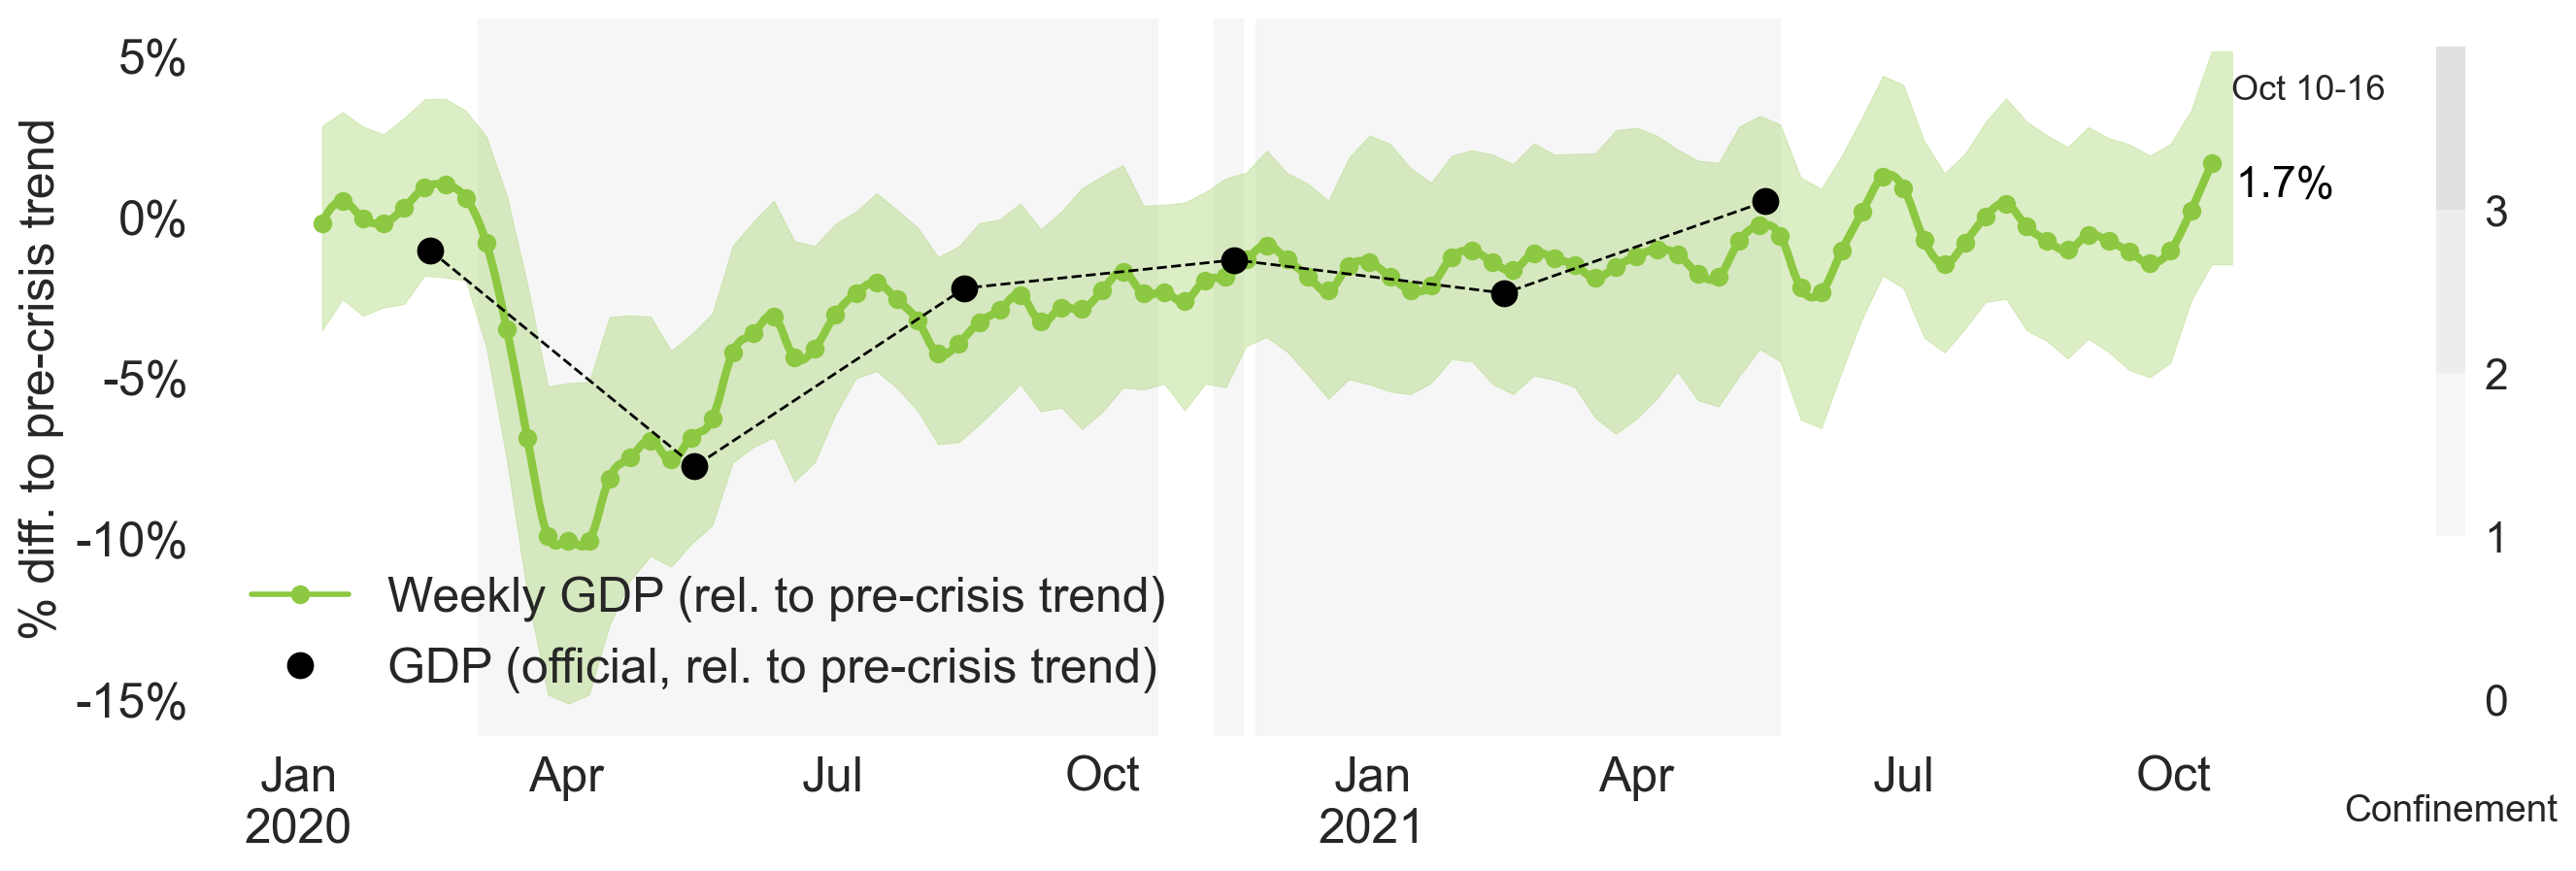 % diff. to pre-crisis trend
5%
0%
-5%
-10%
-15%
Weekly GDP (rel. to pre-crisis trend)
GDP (official, rel. to pre-crisis trend)
Jan
2020
Apr
Jul
Oct
Jan
2021
Apr
Jul
Oct
Oct 10-16
1.7%
3
2
1
0
Confinement